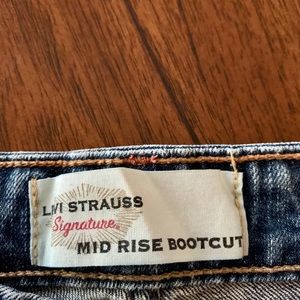 LEVI STRAUSS
Signature
MID RISE BOOTCUT